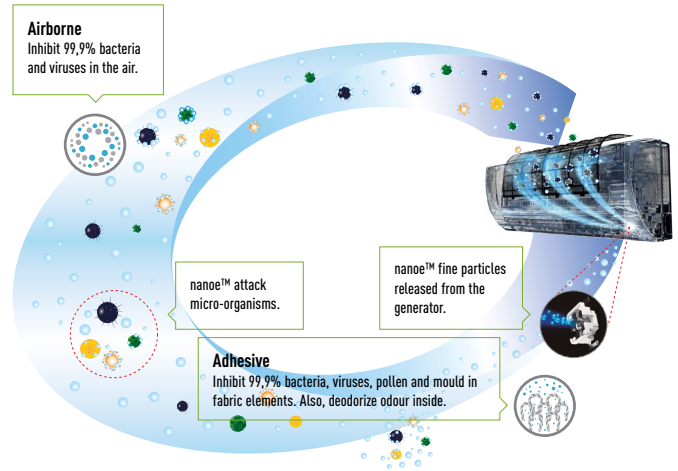 Airborne
Inhibit 99,9% bacteria
and viruses in the air.
nanoe™ attack
micro-organisms.
nanoe™ fine particles
released from the
generator.
Adhesive
Inhibit 99,9% bacteria, viruses, pollen and mould in
fabric elements. Also, deodorize odour inside.